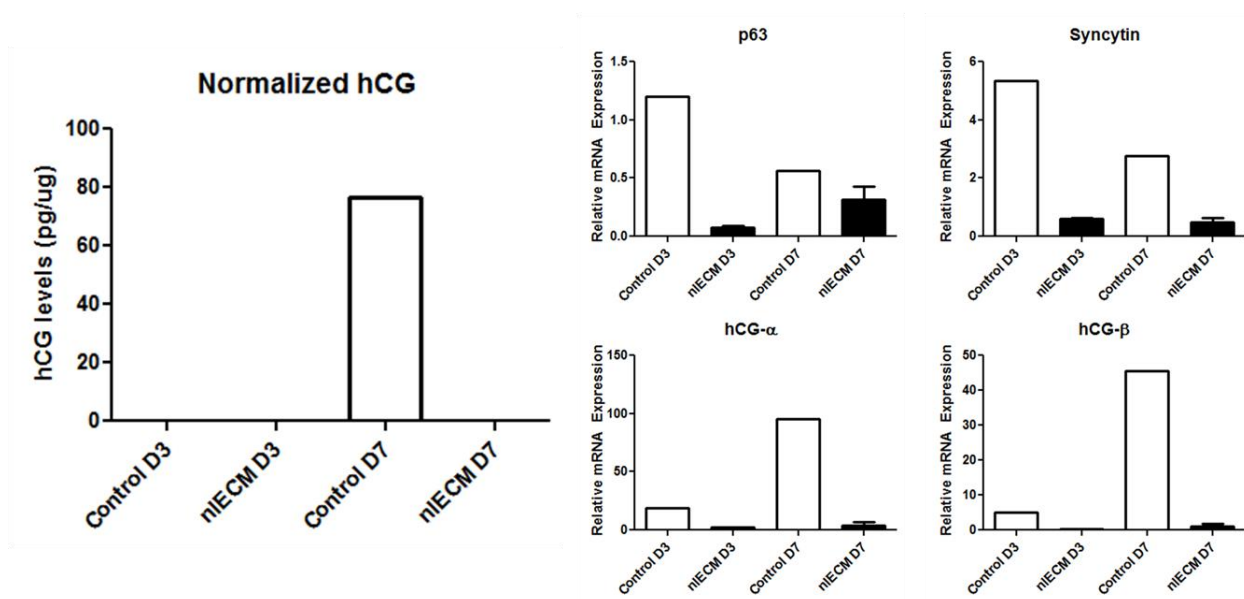 Normalized hCG
hCG levels (pg/ug)
100
80
60
40
20
0
Control D3
nIECM D3
Control D7
nIECM D7
p63
Relative mRNA Expression
1.5
1.0
0.5
0.0
Control D3
nIECM D3
Control D7
nIECM D7
Syncytin
Relative mRNA Expression
6
4
2
0
Control D3
nIECM D3
Control D7
nIECM D7
hCG-α
Relative mRNA Expression
150
100
50
0
Control D3
nIECM D3
Control D7
nIECM D7
hCG-β
Relative mRNA Expression
50
40
30
20
10
0
Control D3
nIECM D3
Control D7
nIECM D7